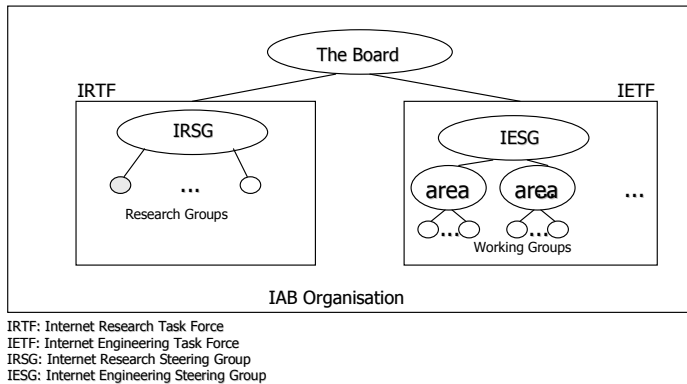 The Board
IRTF
IETF
IRSG
IESG
area
area
...
...
...
...
...
Research Groups
Working Groups
IAB Organisation
IRTF: Internet Research Task Force
IETF: Internet Engineering Task Force
IRSG: Internet Research Steering Group
IESG: Internet Engineering Steering Group